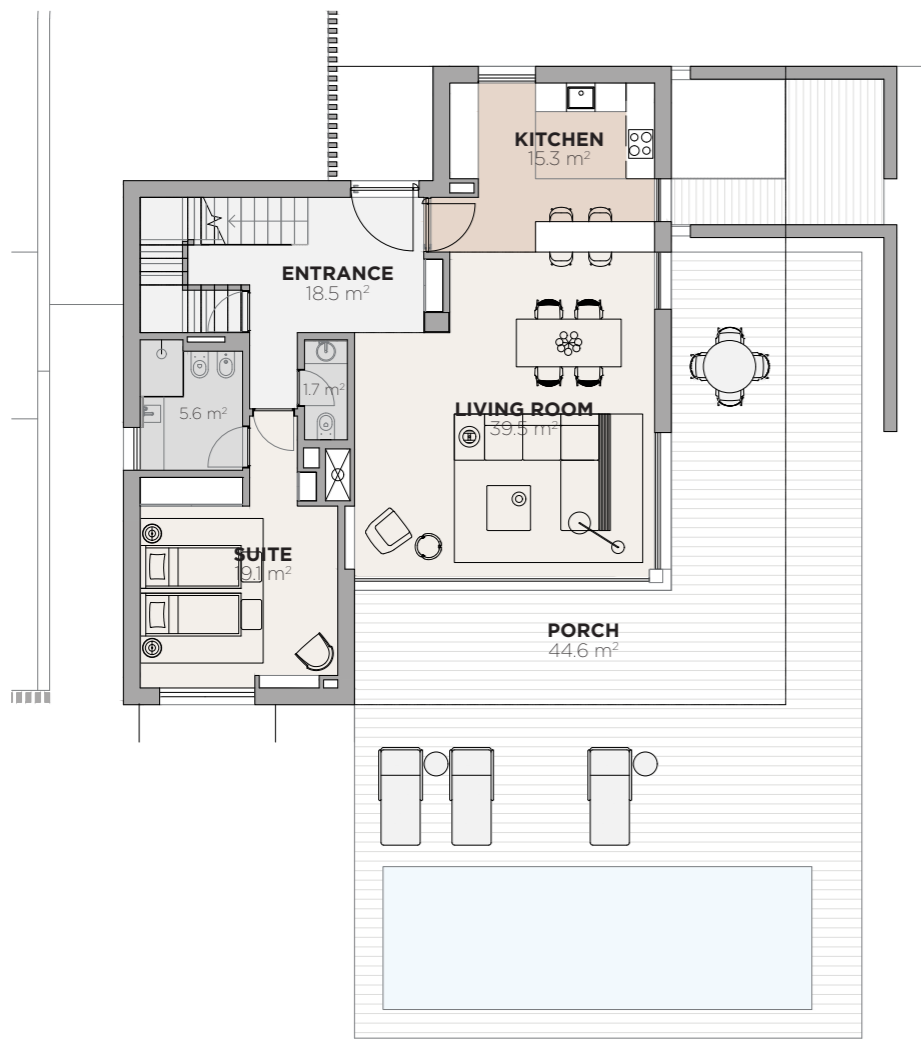 KITCHEN
15.3 m²
ENTRANCE
18.5 m²
1.7 m²
5.6 m²
LIVING ROOM
39.5 m²
SUITE
19.1 m²
PORCH
44.6 m²